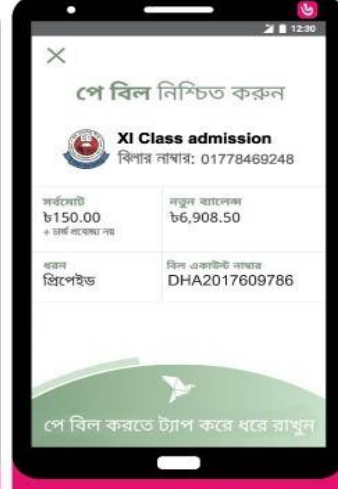 ৬
12:30
পে বিল নিশ্চিত করুন
XI Class admission
বিলার নাম্বার: 01778469248
সর্বমোট
৳150.00
+ চার্জ প্রযোজ্য নয়
নতুন ব্যালেন্স
৳6,908.50
ধরন
প্রিপেইড
বিল একাউন্ট নাম্বার
DHA2017609786
পে বিল করতে ট্যাপ করে ধরে রাখুন